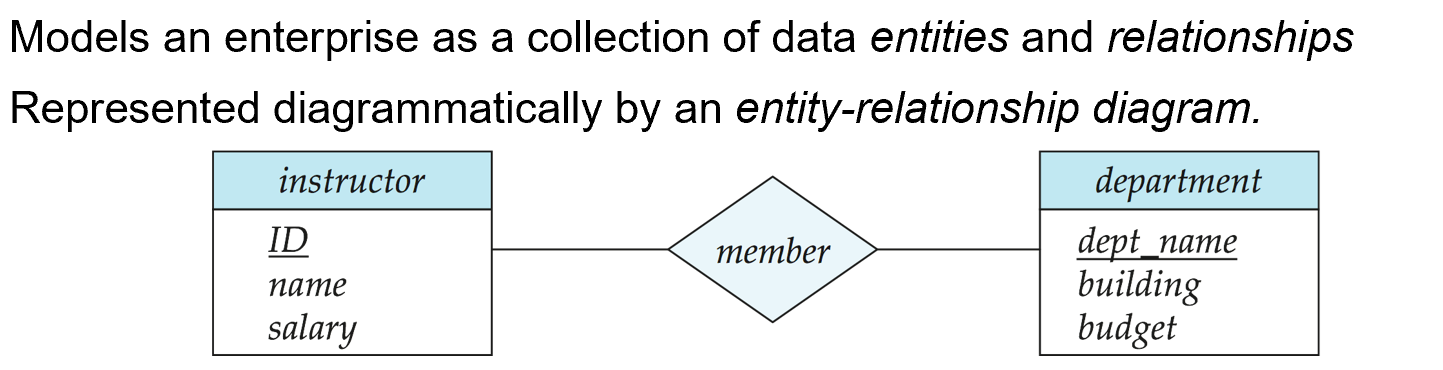 Models an enterprise as a collection of data entities and relationships
Represented diagrammatically by an entity-relationship diagram.
instructor
ID
name
salary
member
department
dept_name
building
budget